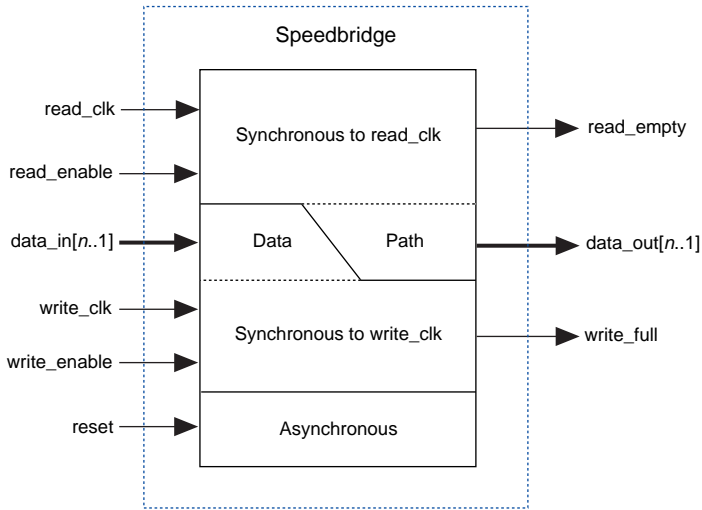 Speedbridge
read_clk
Synchronous to read_clk
read_empty
read_enable
data_in[n..1]
Data
Path
data_out[n..1]
write_clk
Synchronous to write_clk
write_full
write_enable
reset
Asynchronous